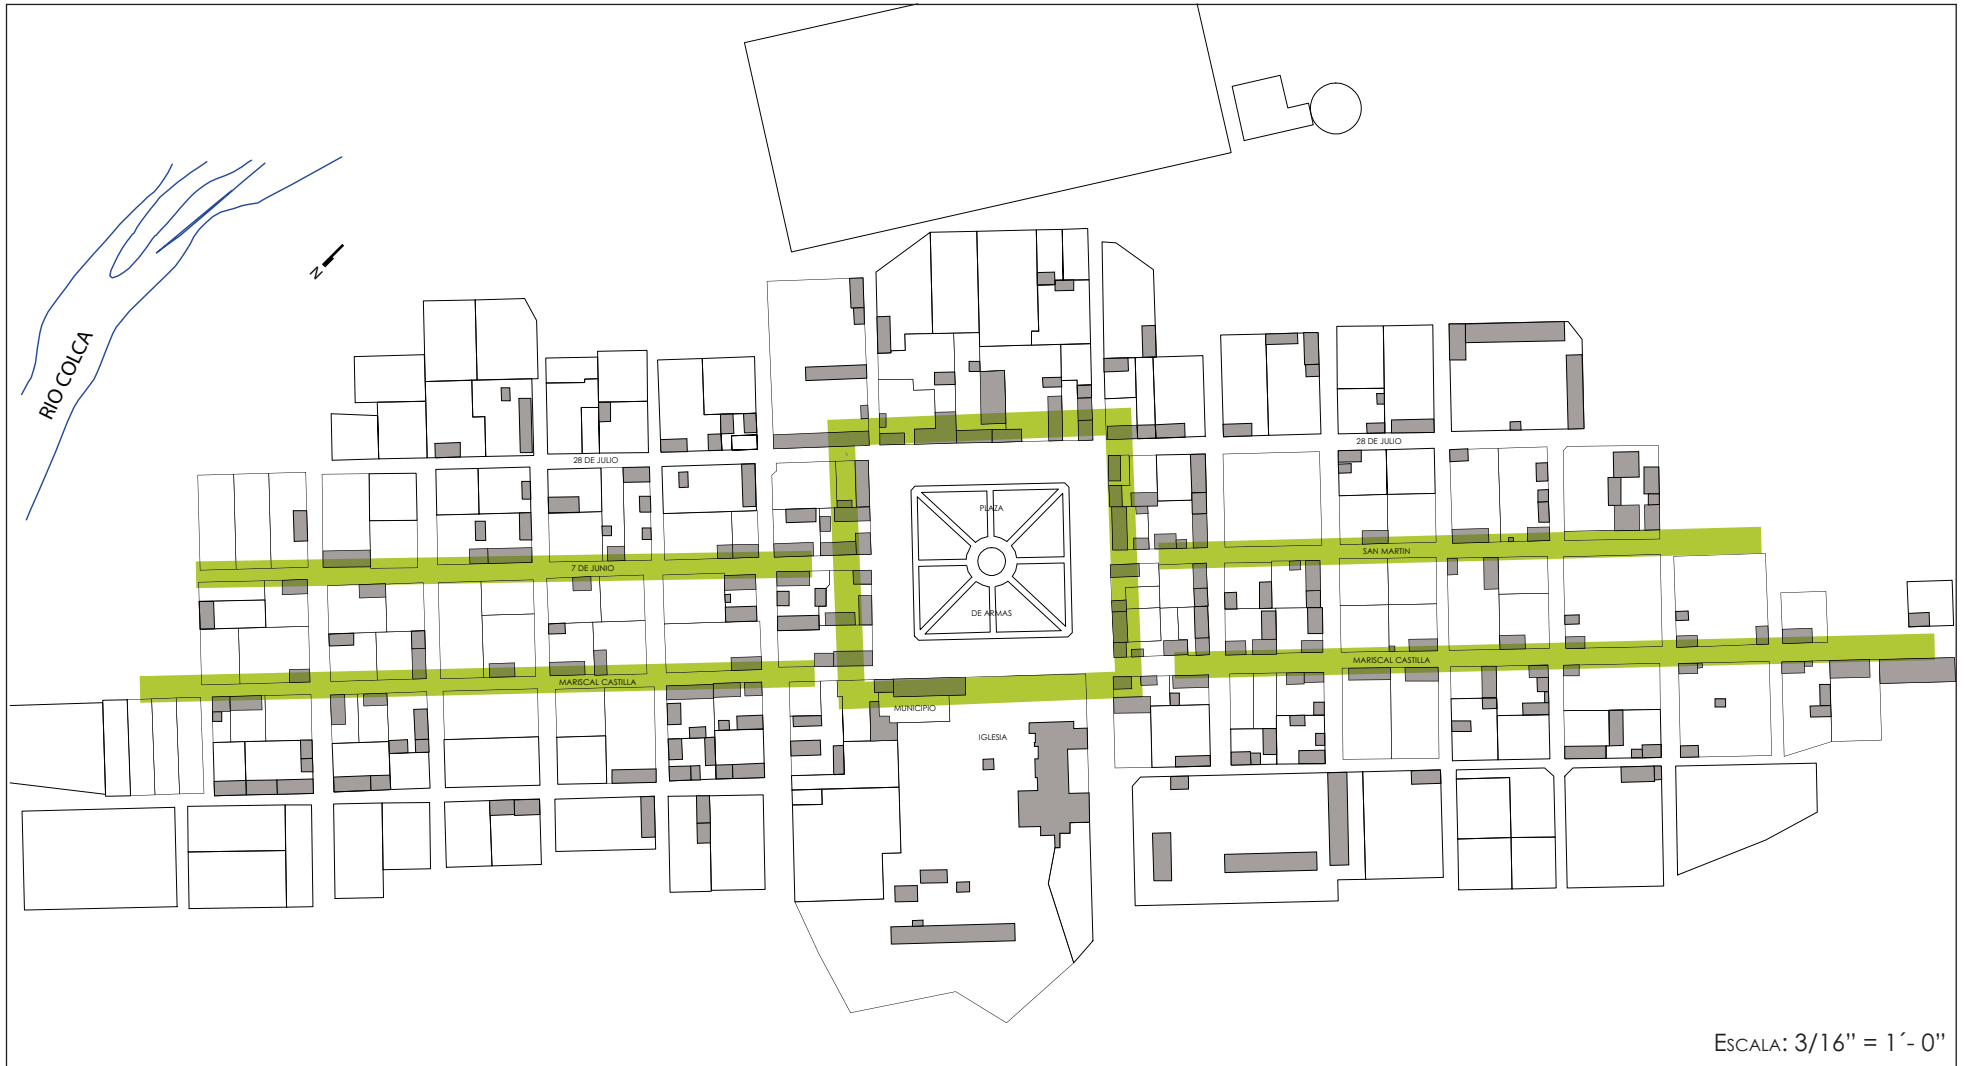 RIO COLCA
N
28 DE JULIO
28 DE JULIO
PLAZA
DE ARMAS
7 DE JUNIO
SAN MARTIN
MARISCAL CASTILLA
MARISCAL CASTILLA
MUNICIPIO
IGLESIA
ESCALA: 3/16” = 1´- 0”